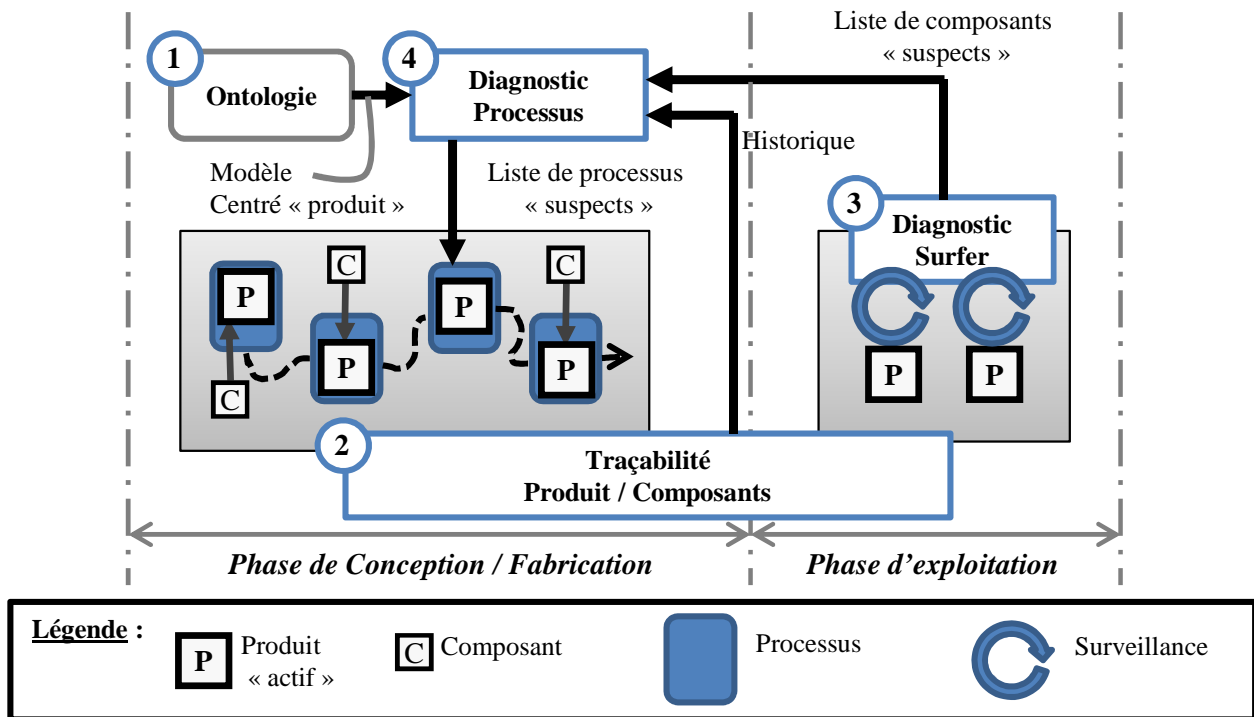 Liste de composants
« suspects »
1
Ontologie
4
Diagnostic
Processus
Historique
Modèle
Centré « produit »
Liste de processus
« suspects »
3
Diagnostic
Surfer
C
C
P
P
P
P
C
P
P
2
Traçabilité
Produit / Composants
Phase de Conception / Fabrication
Phase d’exploitation
Légende :
P
Produit
« actif »
C
Composant
Processus
Surveillance